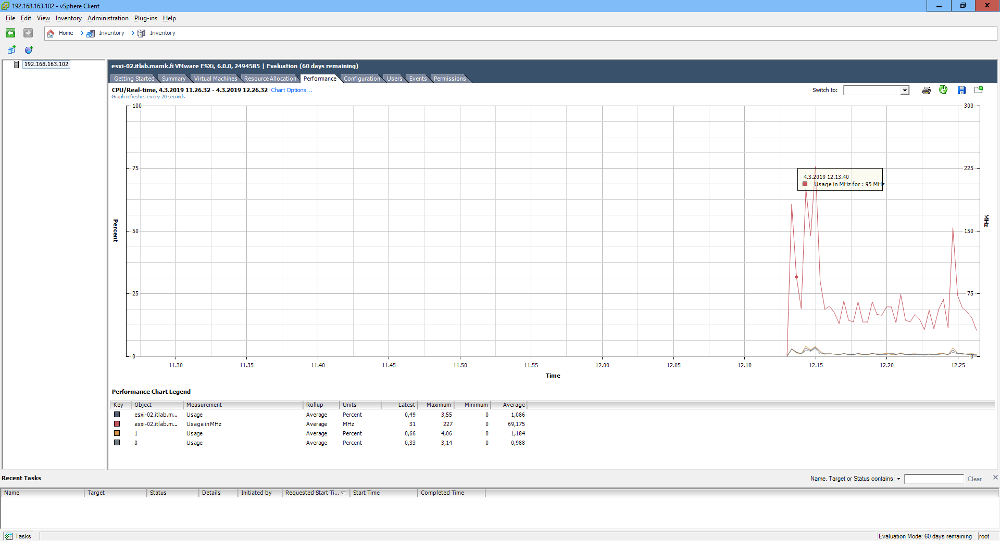 192.168.163.102 - vSphere Client
File Edit View Inventory Administration Plug-ins Help
Home Inventory Inventory
192.168.163.102
esxi-02.itlab.mamk.fi VMware ESXi, 6.0.0, 2494585 | Evaluation (60 days remaining)
Getting Started Summary Virtual Machines Resource Allocation Performance Configuration Users Events Permissions
CPU/Real-time, 4.3.2019 11.26.32 - 4.3.2019 12.26.32 Chart Options... Switch to:
Graph refreshes every 20 seconds
100 300
75 225
4.3.2019 12.13.40
Usage in MHz for : 95 MHz
Percent MHz
50 150
25 75
0 0
11.30 11.35 11.40 11.45 11.50 11.55 12.00 12.05 12.10 12.15 12.20 12.25
Time
Performance Chart Legend
Key Object Measurement Rollup Units Latest Maximum Minimum Average
esxi-02.itlab.m... Usage Average Percent 0,49 3,55 0 1,086
esxi-02.itlab.m... Usage in MHz Average MHz 31 227 0 69,175
1 Usage Average Percent 0,66 4,06 0 1,184
0 Usage Average Percent 0,33 3,14 0 0,988
Recent Tasks Name, Target or Status contains: Clear
Name Target Status Details Initiated by Requested Start Ti... Start Time Completed Time
Tasks Evaluation Mode: 60 days remaining root